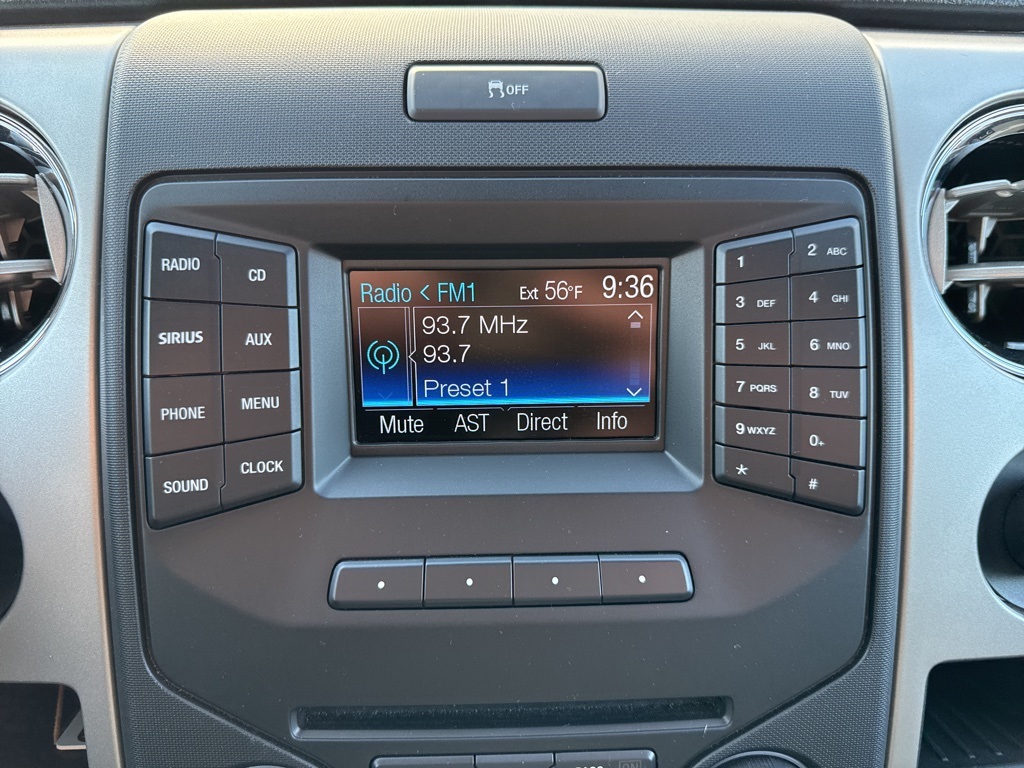 OFF
RADIO
CD
SIRIUS
AUX
PHONE
MENU
SOUND
CLOCK
Radio < FM1 Ext 56°F 9:36
93.7 MHz
93.7
Preset 1
Mute AST Direct Info
1
2 ABC
3 DEF
4 GHI
5 JKL
6 MNO
7 PQRS
8 TUV
9 WXYZ
0+
*
#